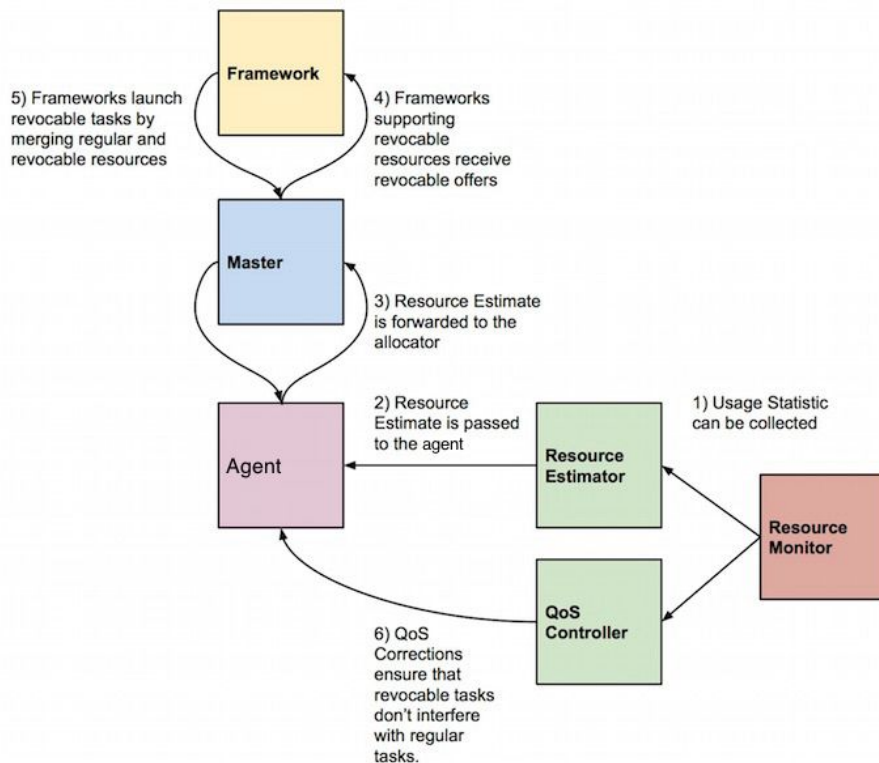 Framework
5) Frameworks launch
revocable tasks by
merging regular and
revocable resources
4) Frameworks
supporting
revocable
resources receive
revocable offers
Master
3) Resource Estimate
is forwarded to the
allocator
Agent
2) Resource
Estimate is passed
to the agent
Resource
Estimator
1) Usage Statistic
can be collected
Resource
Monitor
QoS
Controller
6) QoS
Corrections
ensure that
revocable tasks
don't interfere
with regular
tasks.